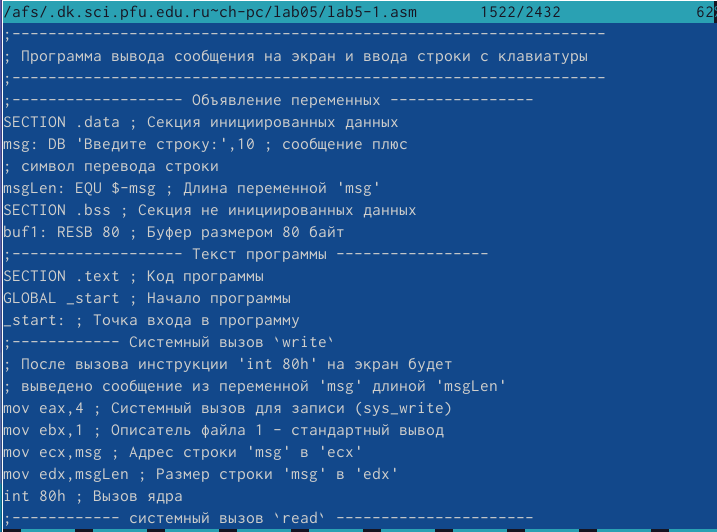 /afs/.dk.sci.pfu.edu.ru~ch-pc/lab05/lab5-1.asm 1522/2432 62%
;------------------------------------------------------------------
; Программа вывода сообщения на экран и ввода строки с клавиатуры
;------------------------------------------------------------------
;------------------- Объявление переменных ----------------
SECTION .data ; Секция инициированных данных
msg: DB 'Введите строку:',10 ; сообщение плюс
; символ перевода строки
msgLen: EQU $-msg ; Длина переменной 'msg'
SECTION .bss ; Секция не инициированных данных
buf1: RESB 80 ; Буфер размером 80 байт
;------------------- Текст программы -----------------
SECTION .text ; Код программы
GLOBAL _start ; Начало программы
_start: ; Точка входа в программу
;------------ Системный вызов `write`
; После вызова инструкции 'int 80h' на экран будет
; выведено сообщение из переменной 'msg' длиной 'msgLen'
mov eax,4 ; Системный вызов для записи (sys_write)
mov ebx,1 ; Описатель файла 1 - стандартный вывод
mov ecx,msg ; Адрес строки 'msg' в 'ecx'
mov edx,msgLen ; Размер строки 'msg' в 'edx'
int 80h ; Вызов ядра
;------------ системный вызов `read` ----------------------